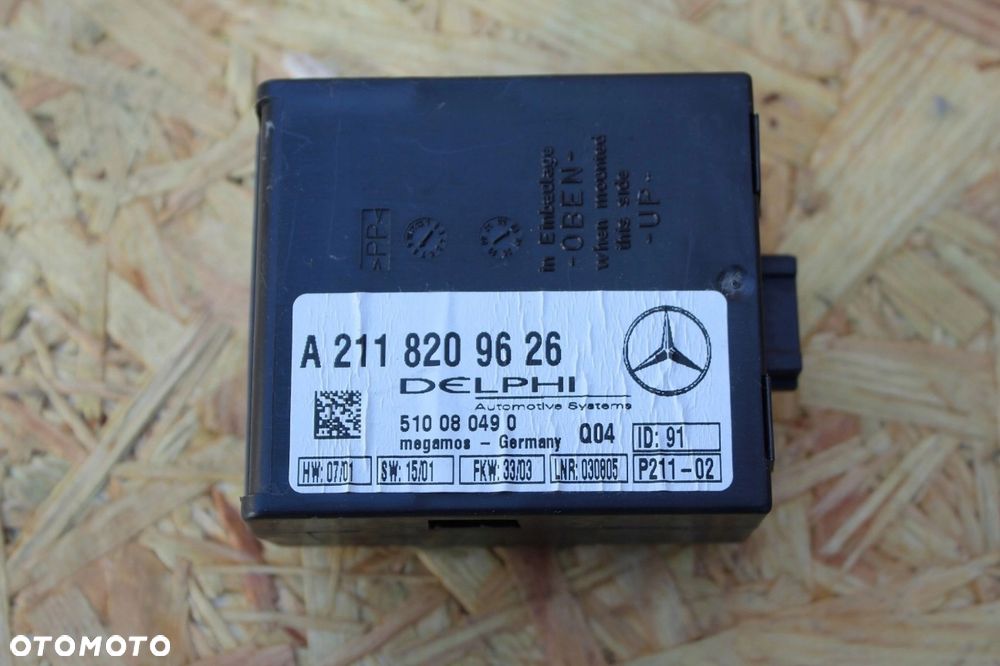 >PP<
in Einbaulage
-OBEN-
when mounted
this side
-UP-
A 211 820 96 26
DELPHI
Automotive Systems
510 08 049 0
megamos - Germany
Q04
ID: 91
HW: 07/01
SW: 15/01
FKW: 33/03
LNR: 030805
P211-02
OTOMOTO